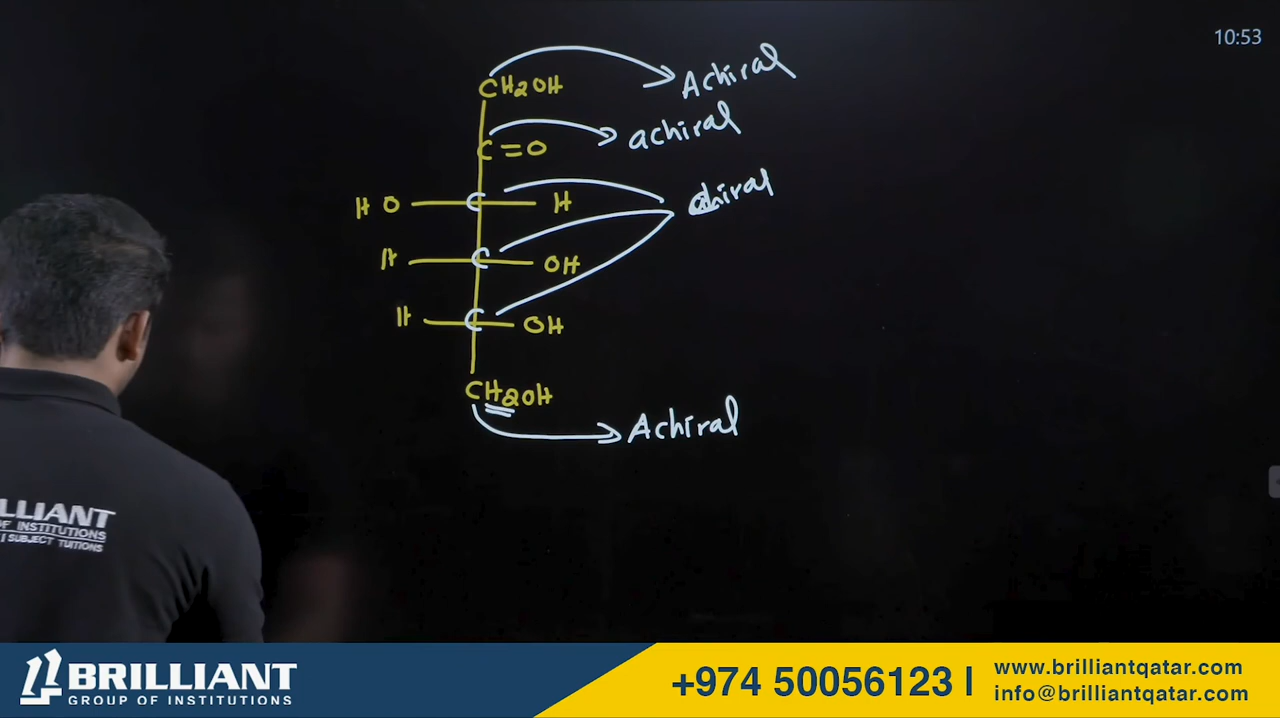 10:53
CH2OH Achiral
C=O achiral
HO C H chiral
H C OH
H C OH
CH2OH
Achiral
LLIANT
OF INSTITUTIONS
SUBJECT TUITIONS
BRILLIANT
GROUP OF INSTITUTIONS
+974 50056123 |
www.brilliantqatar.com
info@brilliantqatar.com